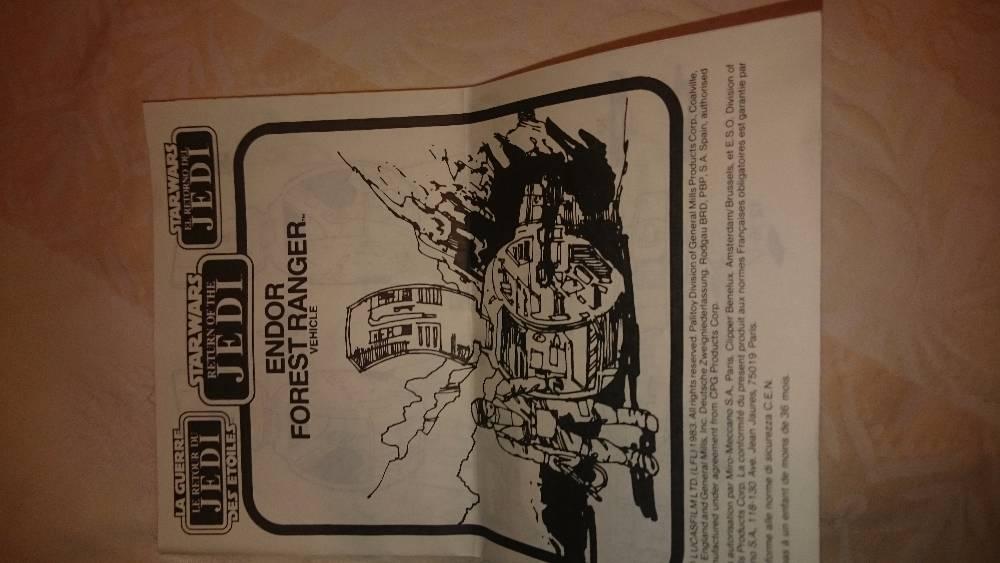 LA GUERRE
LE RETOUR DU
JEDI
DES ETOILES
STAR WARS
RETURN OF THE
JEDI
STAR WARS
EL RETORNO DEL
JEDI
ENDOR
FOREST RANGER™
VEHICLE
LUCASFILM LTD. (LFL) 1983. All rights reserved. Palitoy Division of General Mills Products Corp., Coalville,
England and General Mills, Inc. Deutsche Zweigniederlassung, Rodgau BRD, PBP, S.A. Spain, authorised
under agreement from CPG Products Corp.
autorisation par Miro-Meccano S.A., Paris, Clipper Benelux, Amsterdam/Brussels, et E.S.O. Division of
Products Corp. La conformité du present produit aux normes Françaises obligatoires est garantie par
S.A., 118-130 Ave. Jean Jaures, 75019 Paris.
alle norme di sicurezza C.E.N.
à un enfant de moins de 36 mois.